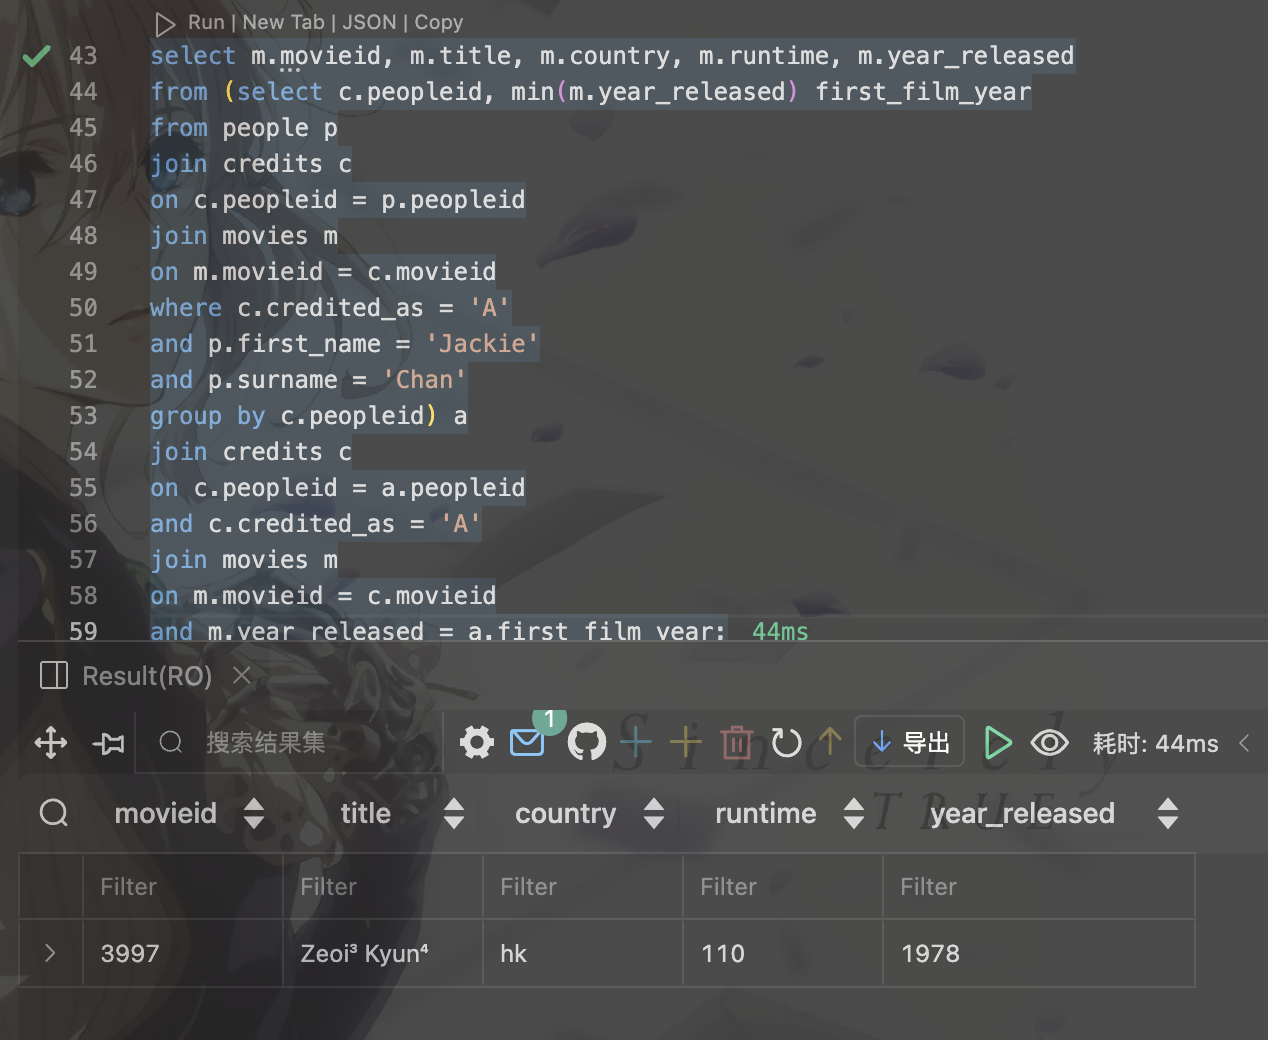 Run | New Tab | JSON | Copy
43 select m.movieid, m.title, m.country, m.runtime, m.year_released
44 from (select c.peopleid, min(m.year_released) first_film_year
45 from people p
46 join credits c
47 on c.peopleid = p.peopleid
48 join movies m
49 on m.movieid = c.movieid
50 where c.credited_as = 'A'
51 and p.first_name = 'Jackie'
52 and p.surname = 'Chan'
53 group by c.peopleid) a
54 join credits c
55 on c.peopleid = a.peopleid
56 and c.credited_as = 'A'
57 join movies m
58 on m.movieid = c.movieid
59 and m.year_released = a.first_film_year; 44ms
Result(RO)
搜索结果集 1 导出 耗时: 44ms
Sincerely
TRUE
movieid title country runtime year_released
Filter Filter Filter Filter Filter
3997 Zeoi³ Kyun⁴ hk 110 1978